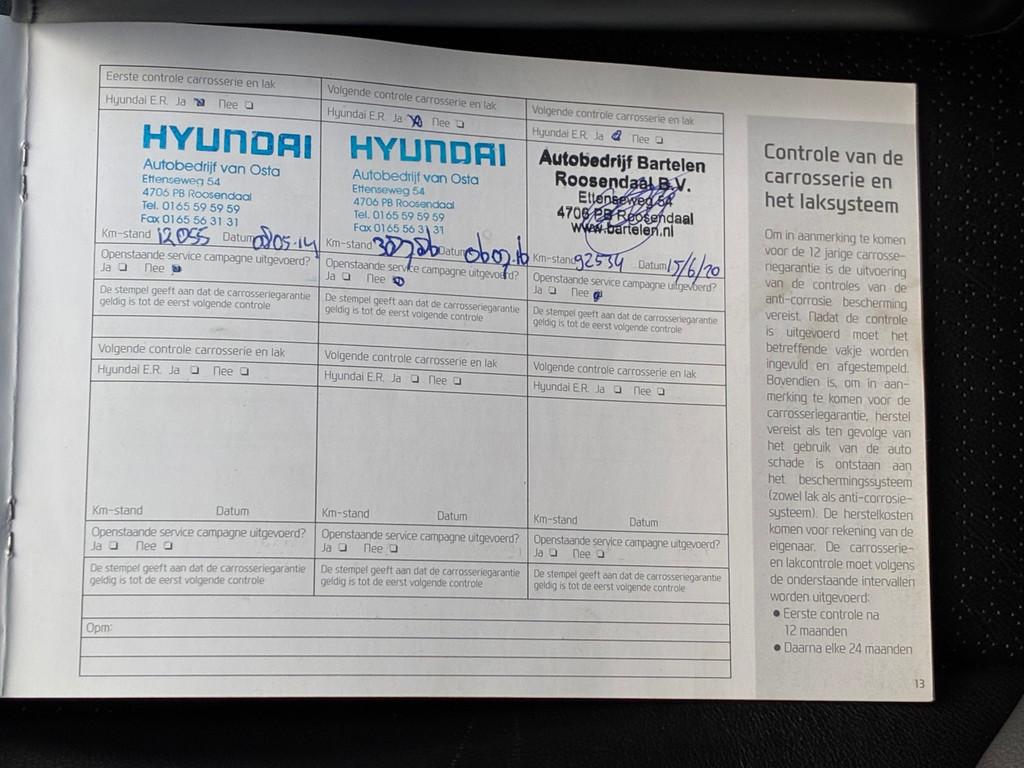 Eerste controle carrosserie en lak
Hyundai E.R. Ja Nee
HYUNDAI
Autobedrijf van Osta
Ettenseweg 54
4706 PB Roosendaal
Tel. 0165 59 59 59
Fax 0165 56 31 31
Km-stand 12055 Datum 08.05.14
Openstaande service campagne uitgevoerd?
Ja Nee
De stempel geeft aan dat de carrosseriegarantie
geldig is tot de eerst volgende controle
Volgende controle carrosserie en lak
Hyundai E.R. Ja Nee
HYUNDAI
Autobedrijf van Osta
Ettenseweg 54
4706 PB Roosendaal
Tel. 0165 59 59 59
Fax 0165 56 31 31
Km-stand Datum
Openstaande service campagne uitgevoerd?
Ja Nee
De stempel geeft aan dat de carrosseriegarantie
geldig is tot de eerst volgende controle
Volgende controle carrosserie en lak
Hyundai E.R. Ja Nee
Autobedrijf Bartelen
Roosendaal B.V.
Ettenseweg 54
4706 PB Roosendaal
www.bartelen.nl
Km-stand 92534 Datum 15/6/20
Openstaande service campagne uitgevoerd?
Ja Nee
De stempel geeft aan dat de carrosseriegarantie
geldig is tot de eerst volgende controle
Volgende controle carrosserie en lak
Hyundai E.R. Ja Nee
Km-stand Datum
Openstaande service campagne uitgevoerd?
Ja Nee
De stempel geeft aan dat de carrosseriegarantie
geldig is tot de eerst volgende controle
Volgende controle carrosserie en lak
Hyundai E.R. Ja Nee
Km-stand Datum
Openstaande service campagne uitgevoerd?
Ja Nee
De stempel geeft aan dat de carrosseriegarantie
geldig is tot de eerst volgende controle
Volgende controle carrosserie en lak
Hyundai E.R. Ja Nee
Km-stand Datum
Openstaande service campagne uitgevoerd?
Ja Nee
De stempel geeft aan dat de carrosseriegarantie
geldig is tot de eerst volgende controle
Opm:
Controle van de
carrosserie en
het laksysteem
Om in aanmerking te komen
voor de 12 jarige carrosse-
riegarantie is de uitvoering
van de controles van de
anti-corrosie bescherming
vereist. Nadat de controle
is uitgevoerd moet het
betreffende vakje worden
ingevuld en afgestempeld.
Bovendien is, om in aan-
merking te komen voor de
carrosseriegarantie, herstel
vereist als ten gevolge van
het gebruik van de auto
schade is ontstaan aan
het beschermingssysteem
(zowel lak als anti-corrosie-
systeem). De herstelkosten
komen voor rekening van de
eigenaar. De carrosserie-
en lakcontrole moet volgens
de onderstaande intervallen
worden uitgevoerd:
• Eerste controle na
12 maanden
• Daarna elke 24 maanden
13